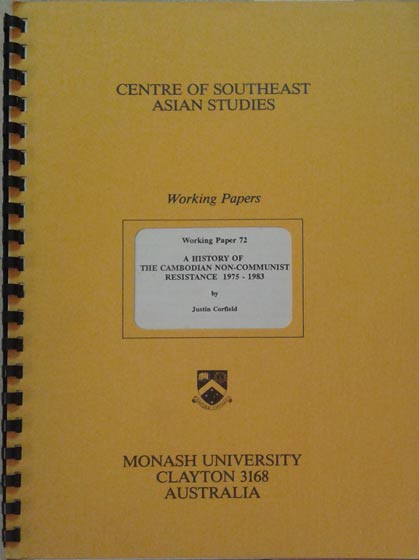 CENTRE OF SOUTHEAST
ASIAN STUDIES
Working Papers
Working Paper 72
A HISTORY OF
THE CAMBODIAN NON-COMMUNIST
RESISTANCE 1975 - 1983
by
Justin Corfield
MONASH UNIVERSITY
CLAYTON 3168
AUSTRALIA